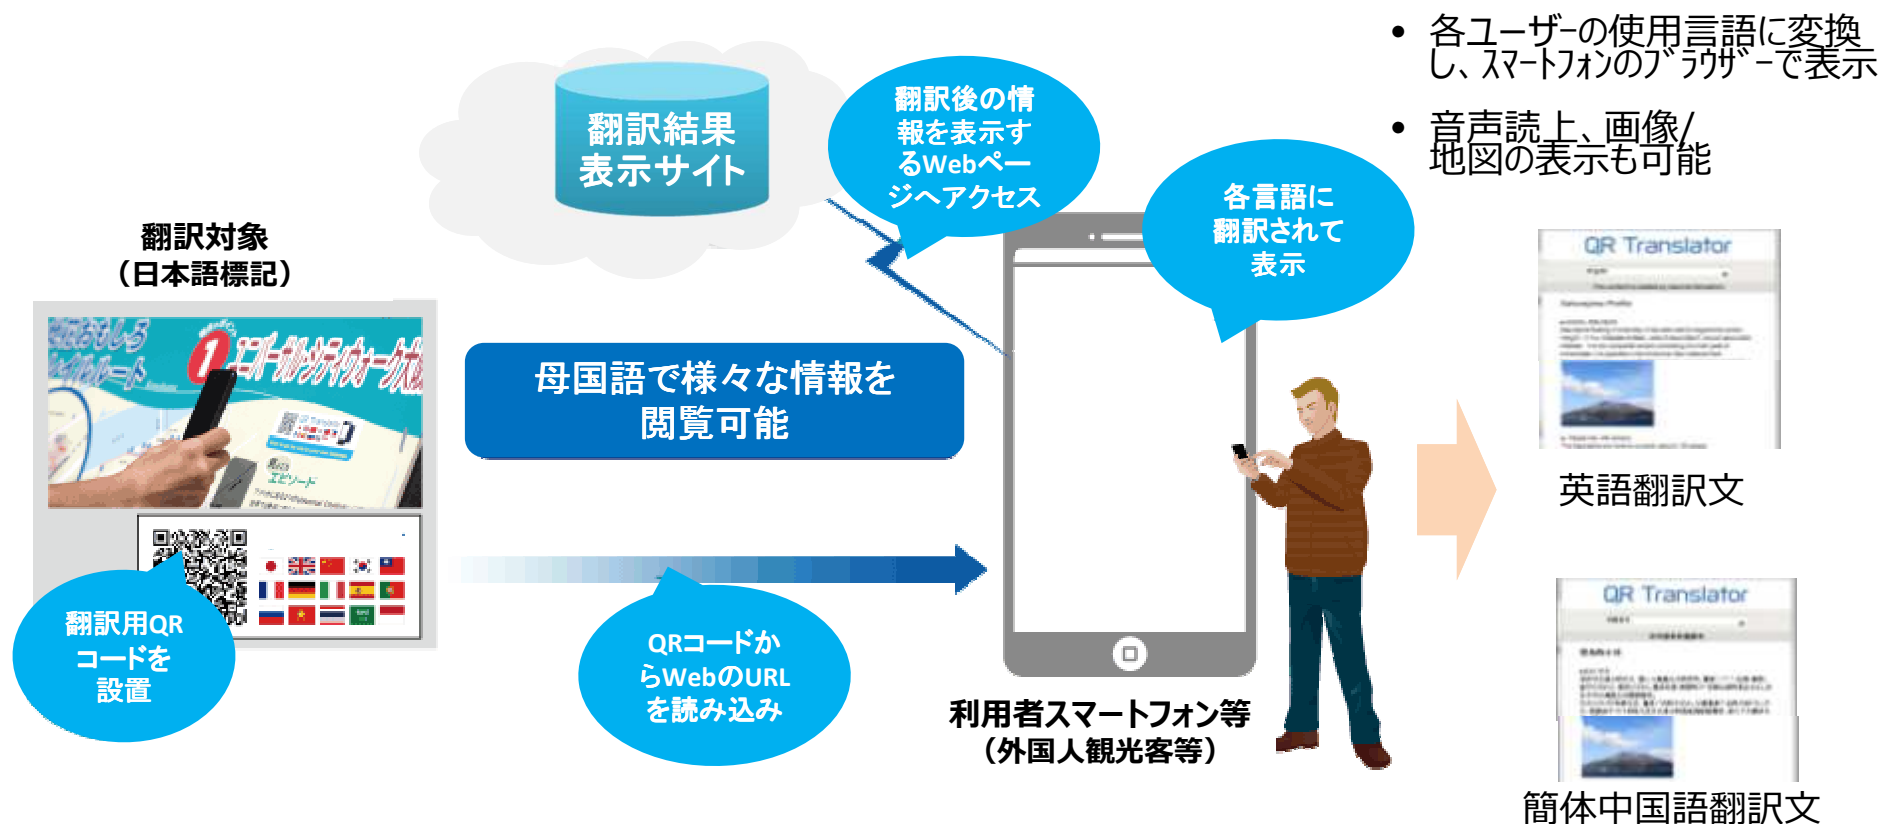 各ユーザーの使用言語に変換
し、スマートフォンのブラウザーで表示
音声読上、画像/
地図の表示も可能
翻訳結果
表示サイト
翻訳後の情
報を表示す
るWebペー
ジへアクセス
各言語に
翻訳されて
表示
翻訳対象
（日本語標記）
1
エピソード
QR Translator
母国語で様々な情報を
閲覧可能
翻訳用QR
コードを
設置
QRコードか
らWebのURL
を読み込み
利用者スマートフォン等
（外国人観光客等）
QR Translator
英語翻訳文
QR Translator
簡体中国語翻訳文